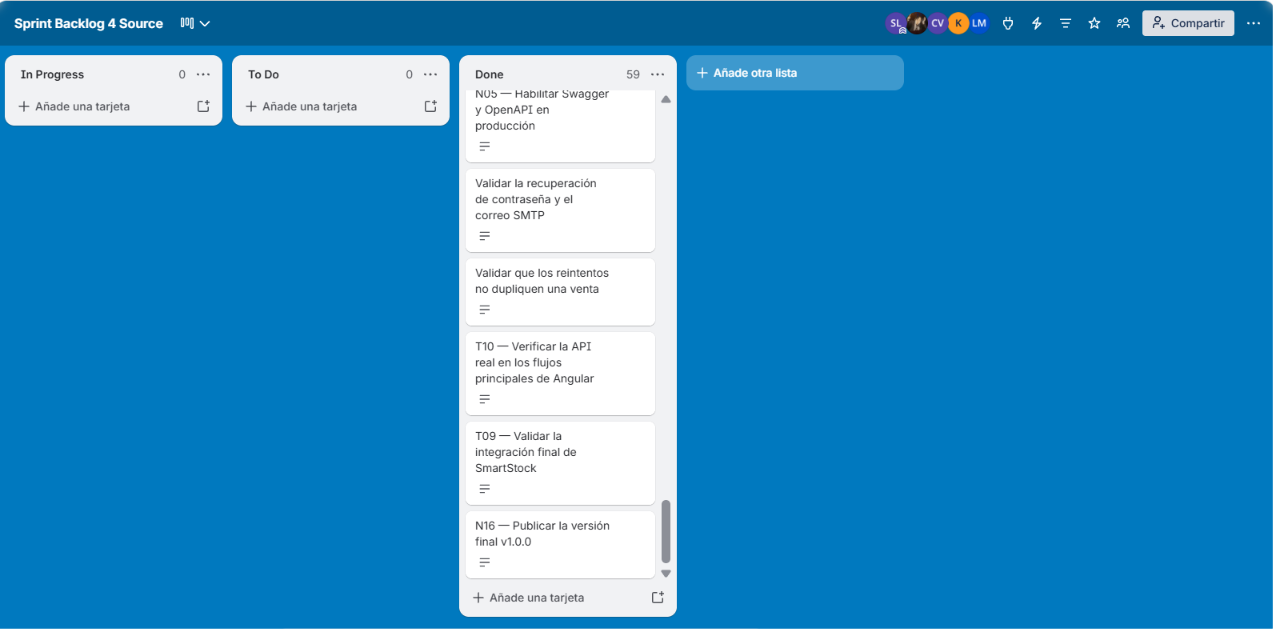 Sprint Backlog 4 Source
SL CV K LM
Compartir
In Progress 0
Añade una tarjeta
To Do 0
Añade una tarjeta
Done 59
N05 — Habilitar Swagger
y OpenAPI en
producción
Validar la recuperación
de contraseña y el
correo SMTP
Validar que los reintentos
no dupliquen una venta
T10 — Verificar la API
real en los flujos
principales de Angular
T09 — Validar la
integración final de
SmartStock
N16 — Publicar la versión
final v1.0.0
Añade una tarjeta
Añade otra lista